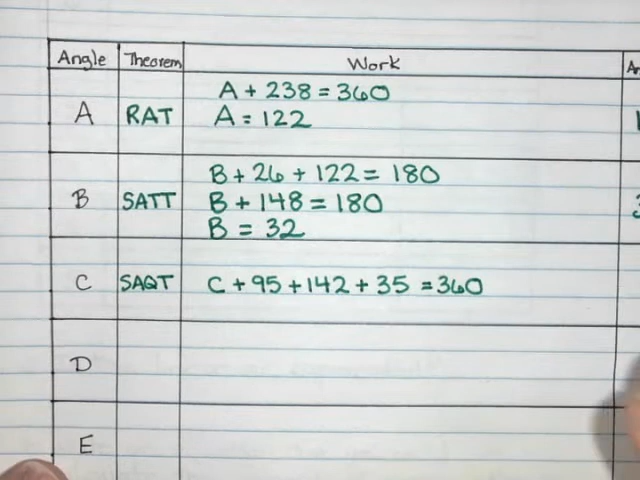 Angle Theorem Work
A RAT A + 238 = 360
A = 122
B SATT B + 26 + 122 = 180
B + 148 = 180
B = 32
C SAQT C + 95 + 142 + 35 = 360
D
E